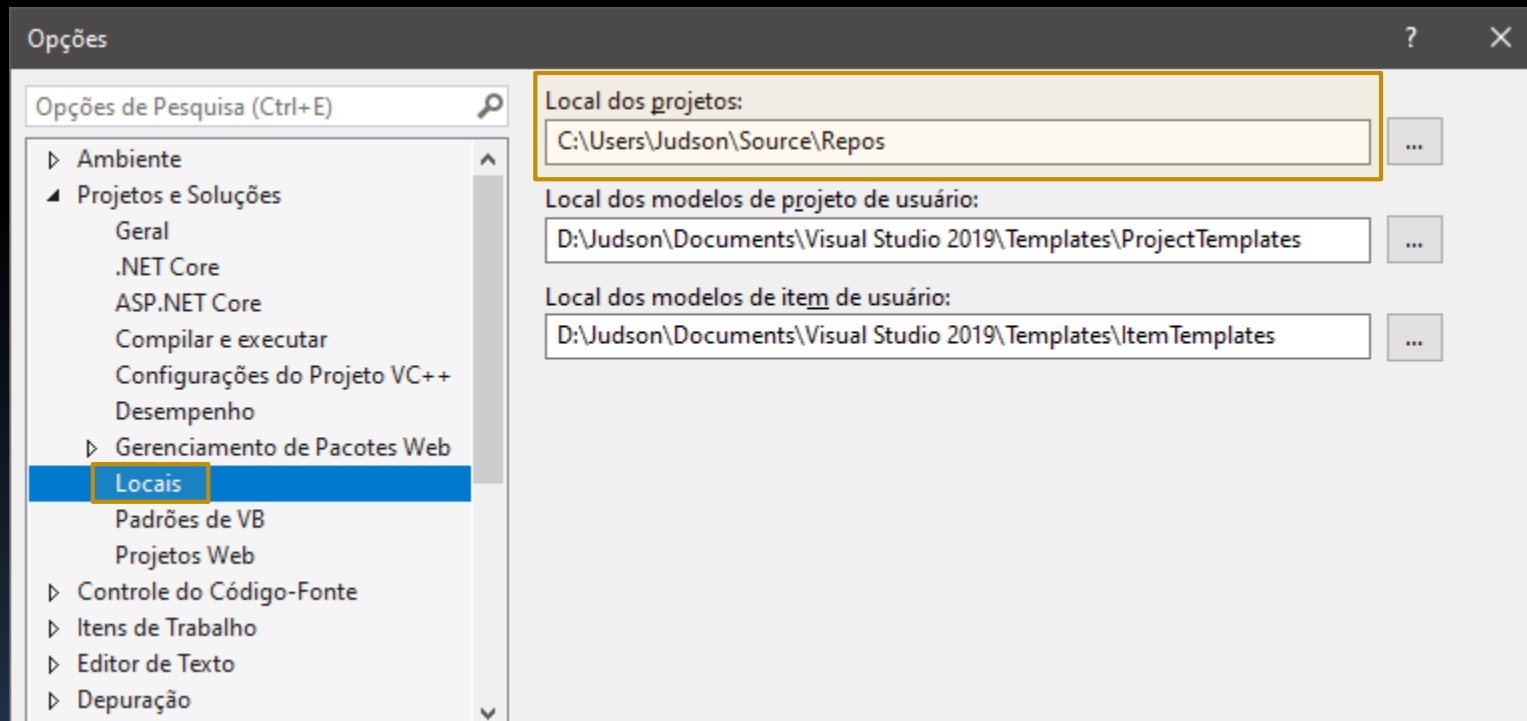 Opções
?
Opções de Pesquisa (Ctrl+E)
Ambiente
Projetos e Soluções
Geral
.NET Core
ASP.NET Core
Compilar e executar
Configurações do Projeto VC++
Desempenho
Gerenciamento de Pacotes Web
Locais
Padrões de VB
Projetos Web
Controle do Código-Fonte
Itens de Trabalho
Editor de Texto
Depuração
Local dos projetos:
C:\Users\Judson\Source\Repos
...
Local dos modelos de projeto de usuário:
D:\Judson\Documents\Visual Studio 2019\Templates\ProjectTemplates
...
Local dos modelos de item de usuário:
D:\Judson\Documents\Visual Studio 2019\Templates\ItemTemplates
...